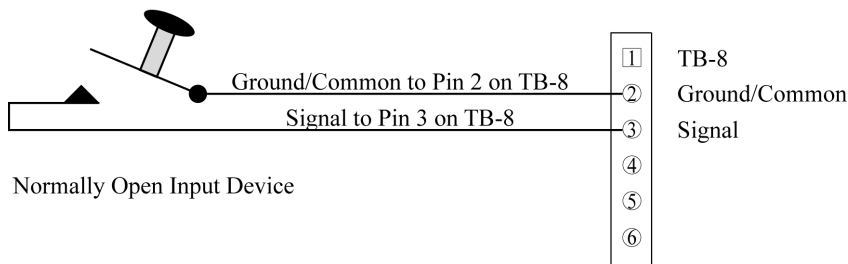 1 TB-8
Ground/Common to Pin 2 on TB-8 2 Ground/Common
Signal to Pin 3 on TB-8 3 Signal
4
Normally Open Input Device
5
6